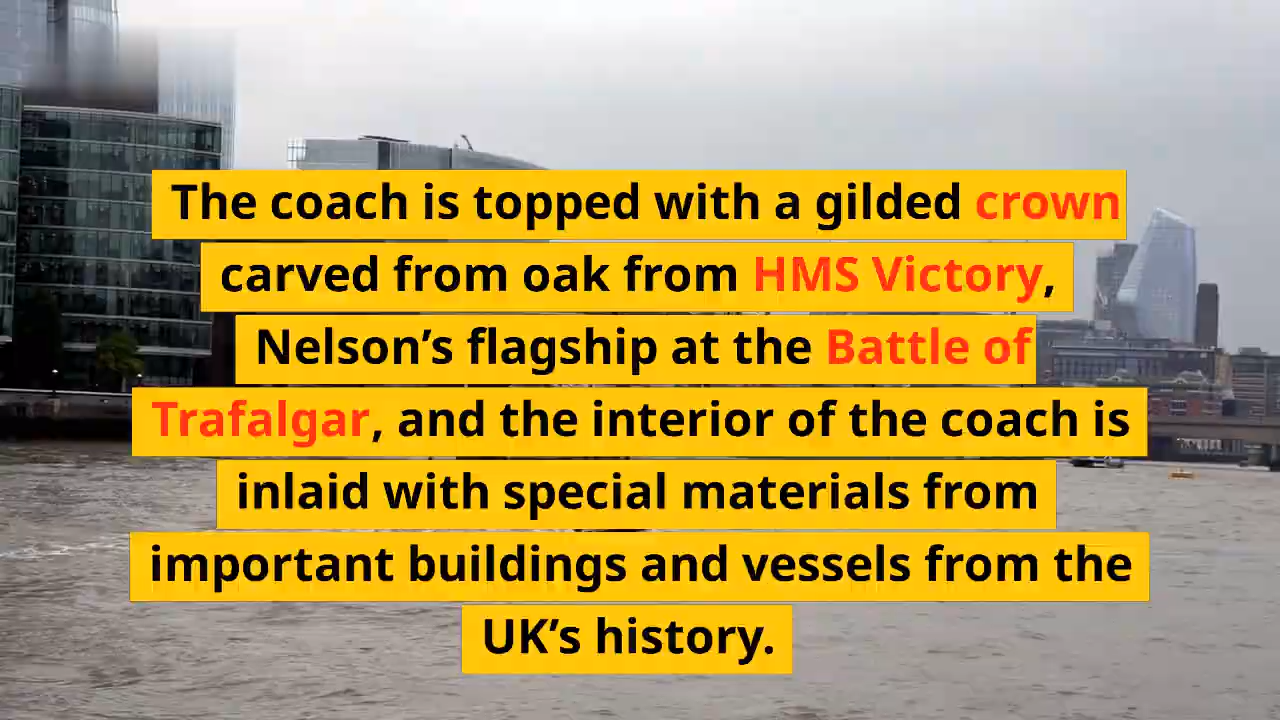 The coach is topped with a gilded crown
carved from oak from HMS Victory,
Nelson’s flagship at the Battle of
Trafalgar, and the interior of the coach is
inlaid with special materials from
important buildings and vessels from the
UK’s history.